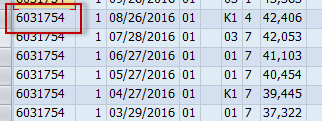 6031754 1 08/26/2016 01 K1 4 42,406
6031754 1 07/28/2016 01 03 7 42,053
6031754 1 06/27/2016 01 01 7 41,103
6031754 1 05/27/2016 01 01 7 40,454
6031754 1 04/27/2016 01 K1 7 39,445
6031754 1 03/29/2016 01 01 7 37,322